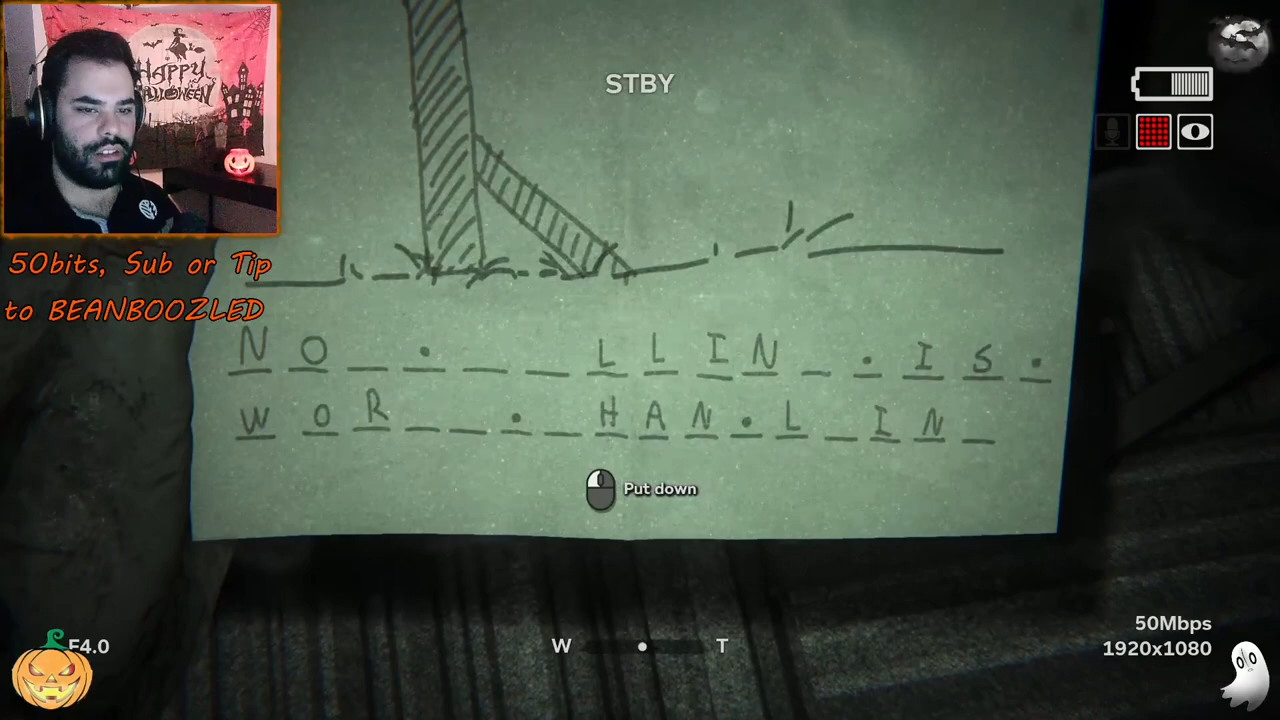 HAPPY
HALLOWEEN
STBY
50bits, Sub or Tip
to BEANBOOZLED
N O _ . _ _ L L I N _ . I S .
W O R _ _ . _ H A N . L _ I N _
Put down
F4.0
W T
50Mbps
1920x1080